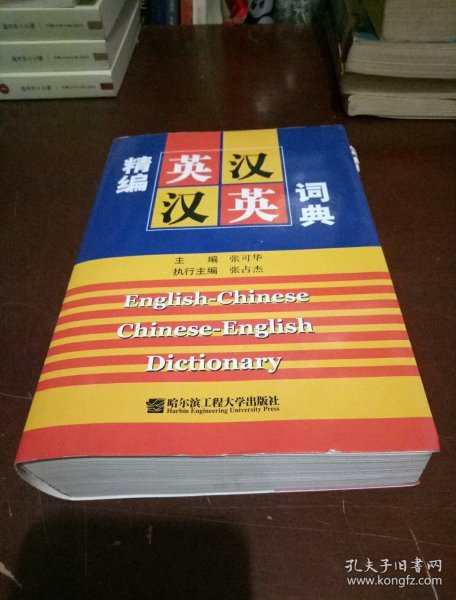 精编
英汉
汉英
词典
主 编 张可华
执行主编 张占杰
English-Chinese
Chinese-English
Dictionary
哈尔滨工程大学出版社
Harbin Engineering University Press
孔夫子旧书网
www.kongfz.com